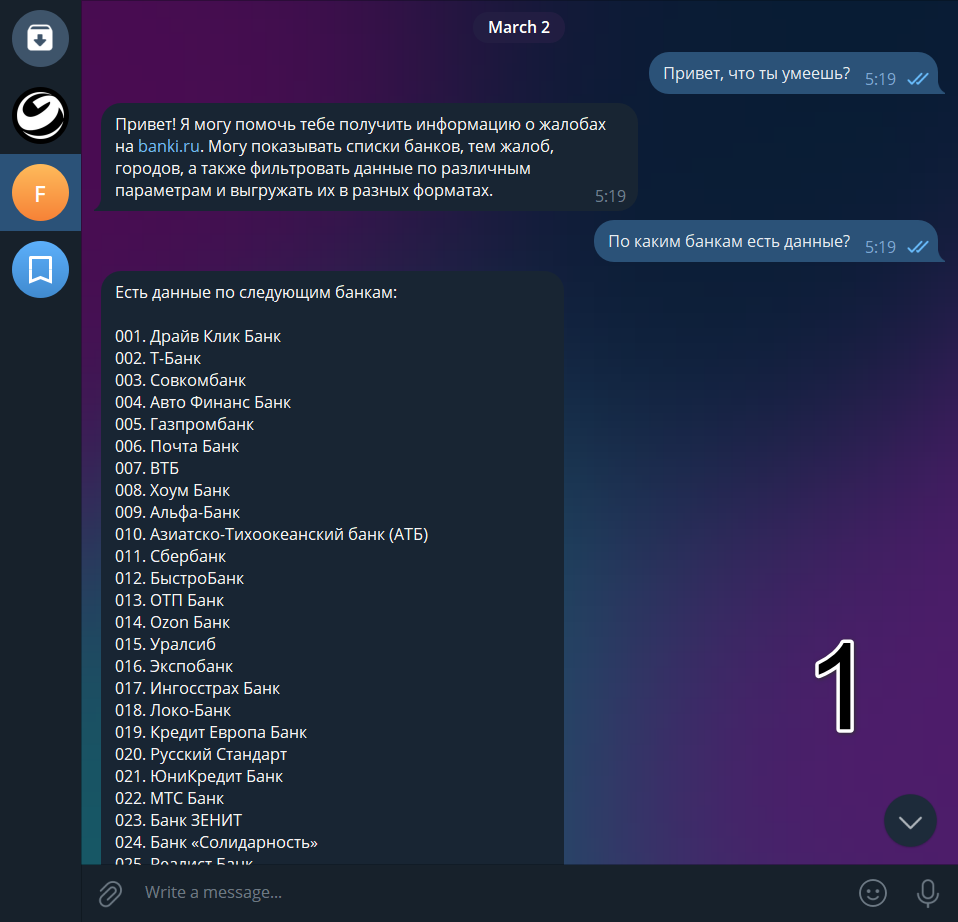 March 2
Привет, что ты умеешь? 5:19
Привет! Я могу помочь тебе получить информацию о жалобах
на banki.ru. Могу показывать списки банков, тем жалоб,
городов, а также фильтровать данные по различным
параметрам и выгружать их в разных форматах. 5:19
F
По каким банкам есть данные? 5:19
Есть данные по следующим банкам:
001. Драйв Клик Банк
002. Т-Банк
003. Совкомбанк
004. Авто Финанс Банк
005. Газпромбанк
006. Почта Банк
007. ВТБ
008. Хоум Банк
009. Альфа-Банк
010. Азиатско-Тихоокеанский банк (АТБ)
011. Сбербанк
012. БыстроБанк
013. ОТП Банк
014. Ozon Банк
015. Уралсиб
016. Экспобанк
017. Ингосстрах Банк
018. Локо-Банк
019. Кредит Европа Банк
020. Русский Стандарт
021. ЮниКредит Банк
022. МТС Банк
023. Банк ЗЕНИТ
024. Банк «Солидарность»
025. Реалист Банк
1
Write a message...